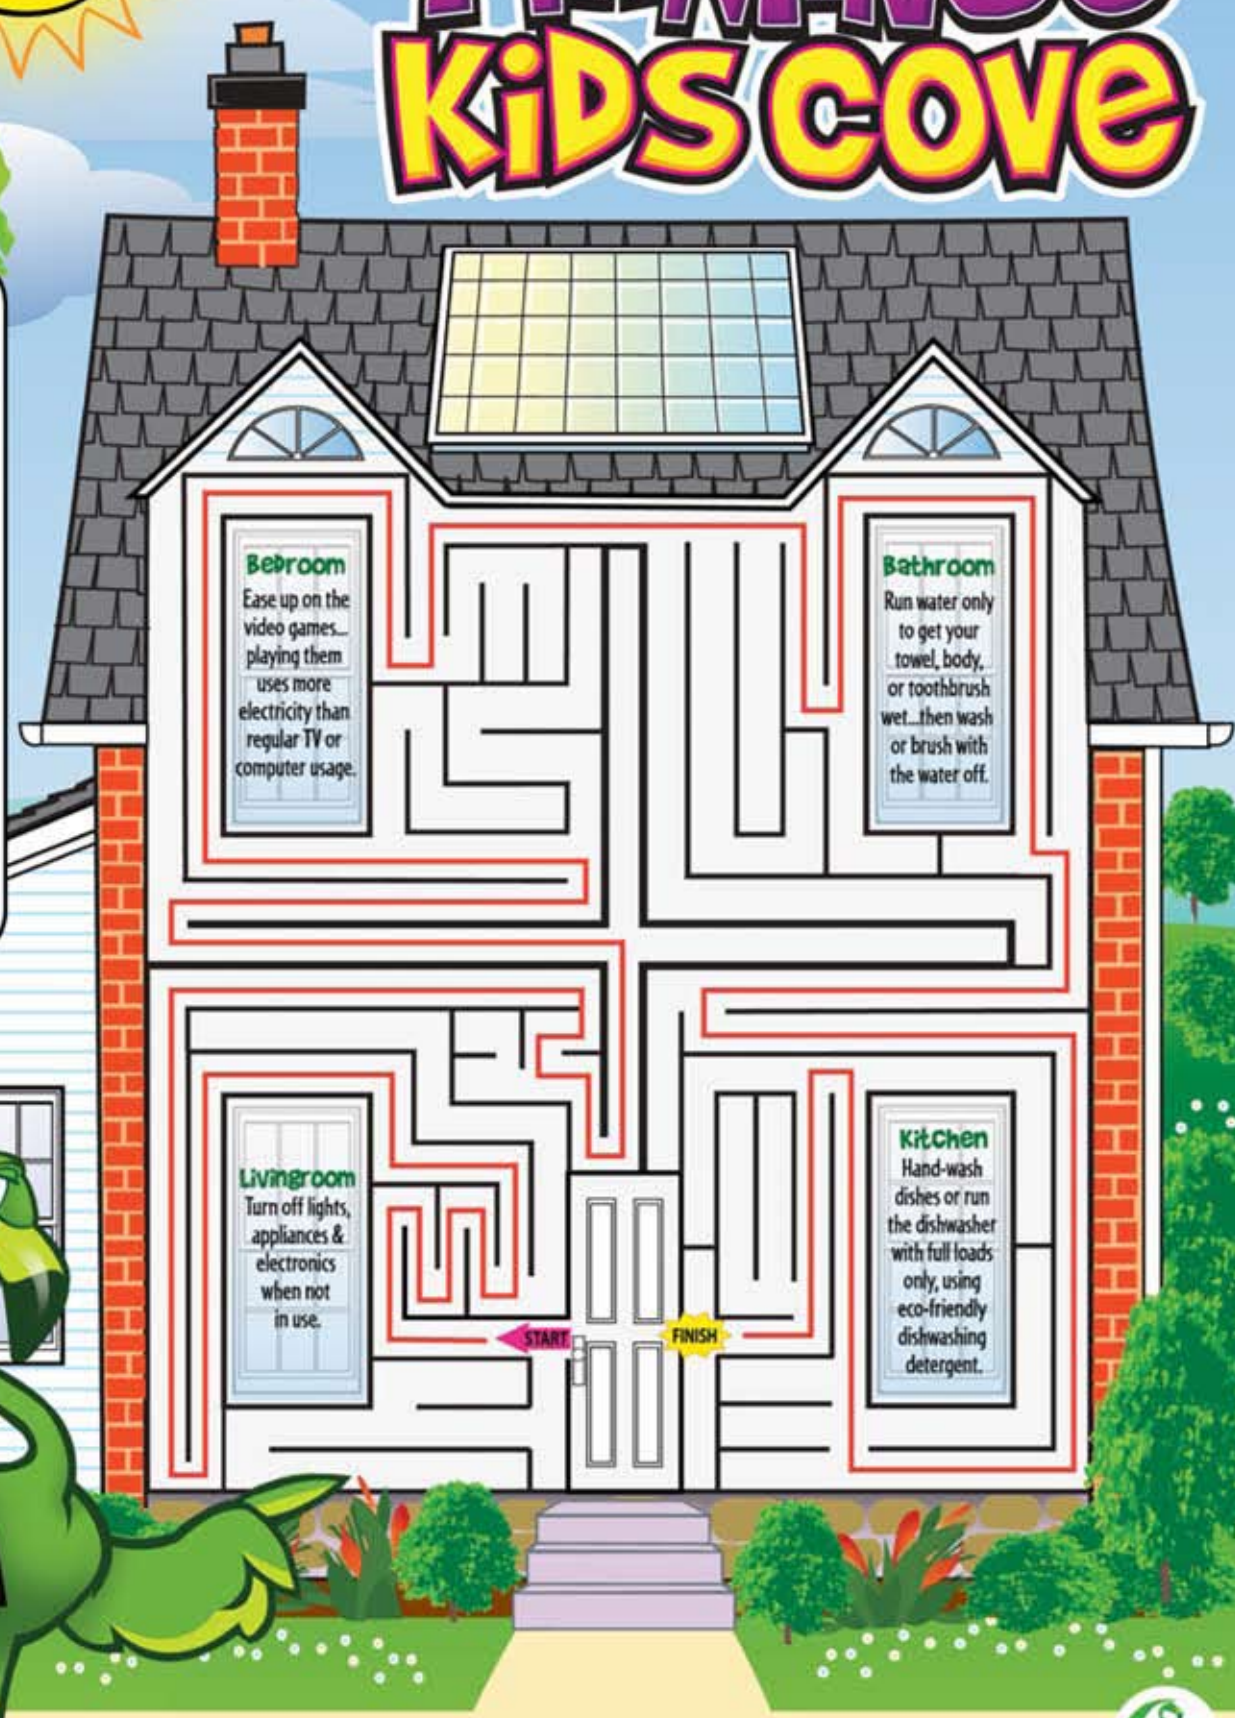 KiDS COVe
Bedroom
Ease up on the
video games...
playing them
uses more
electricity than
regular TV or
computer usage.
Bathroom
Run water only
to get your
towel, body,
or toothbrush
wet...then wash
or brush with
the water off.
Livingroom
Turn off lights,
appliances &
electronics
when not
in use.
Kitchen
Hand-wash
dishes or run
the dishwasher
with full loads
only, using
eco-friendly
dishwashing
detergent.
START
FINISH